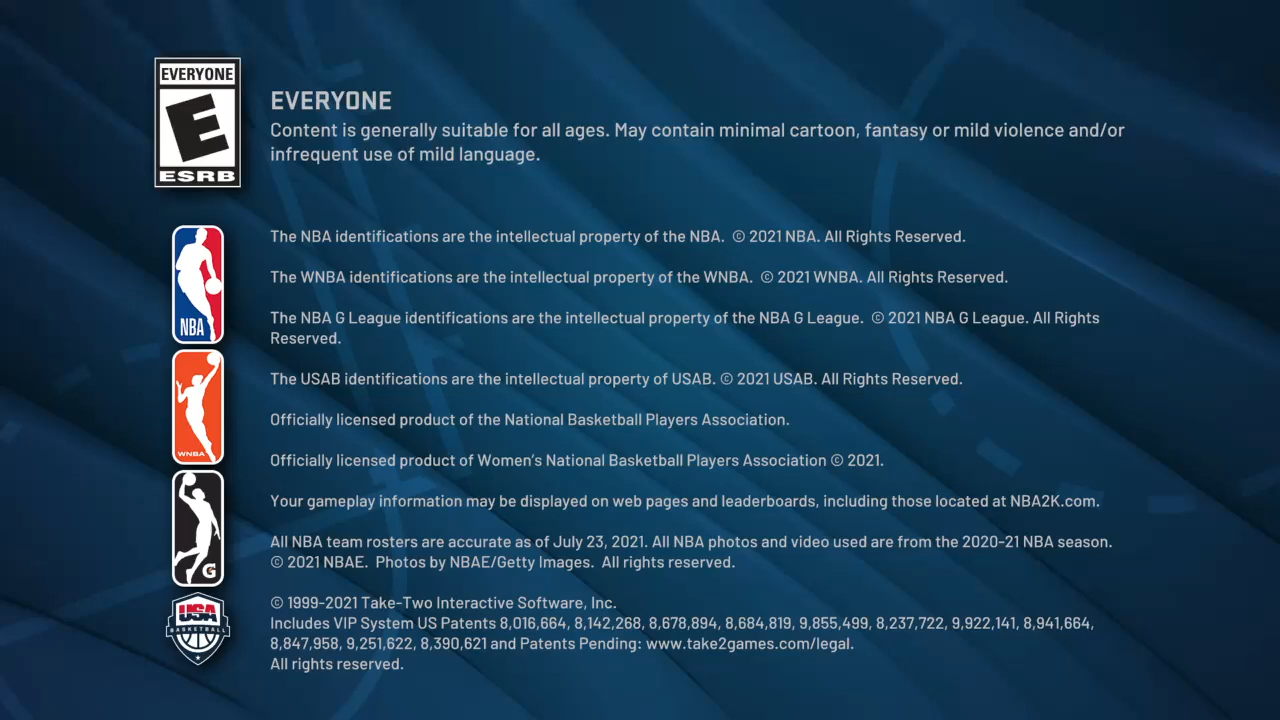 EVERYONE
E
ESRB
EVERYONE
Content is generally suitable for all ages. May contain minimal cartoon, fantasy or mild violence and/or
infrequent use of mild language.
NBA
The NBA identifications are the intellectual property of the NBA.  © 2021 NBA. All Rights Reserved.
The WNBA identifications are the intellectual property of the WNBA.  © 2021 WNBA. All Rights Reserved.
The NBA G League identifications are the intellectual property of the NBA G League.  © 2021 NBA G League. All Rights
Reserved.
WNBA
The USAB identifications are the intellectual property of USAB. © 2021 USAB. All Rights Reserved.
Officially licensed product of the National Basketball Players Association.
Officially licensed product of Women's National Basketball Players Association © 2021.
G
Your gameplay information may be displayed on web pages and leaderboards, including those located at NBA2K.com.
All NBA team rosters are accurate as of July 23, 2021. All NBA photos and video used are from the 2020-21 NBA season.
© 2021 NBAE.  Photos by NBAE/Getty Images.  All rights reserved.
USA
BASKETBALL
© 1999-2021 Take-Two Interactive Software, Inc.
Includes VIP System US Patents 8,016,664, 8,142,268, 8,678,894, 8,684,819, 9,855,499, 8,237,722, 9,922,141, 8,941,664,
8,847,958, 9,251,622, 8,390,621 and Patents Pending: www.take2games.com/legal.
All rights reserved.